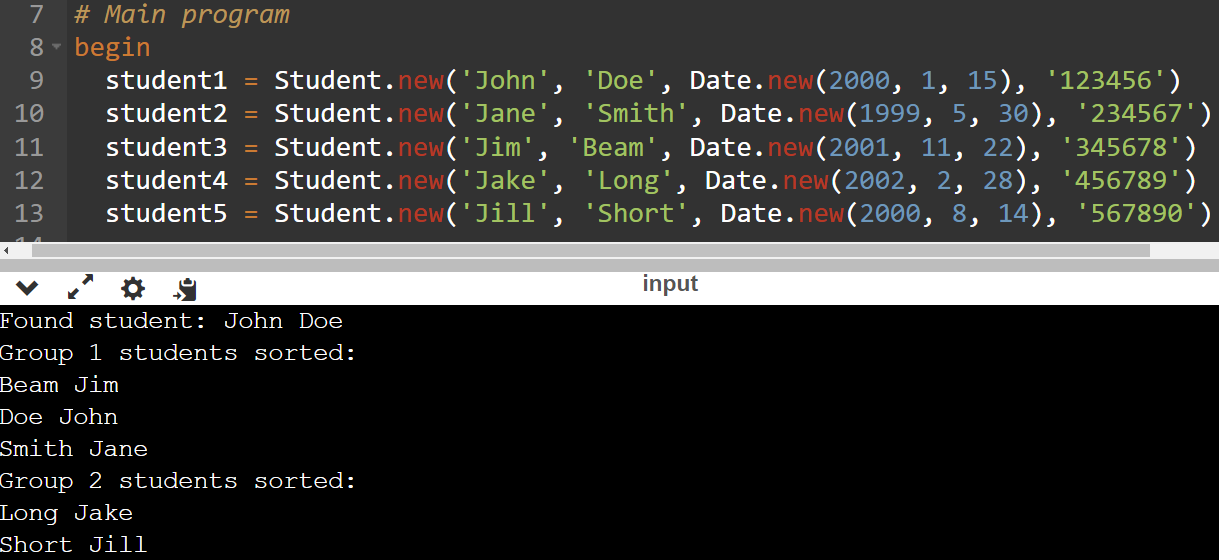 7 # Main program
8 begin
9 student1 = Student.new('John', 'Doe', Date.new(2000, 1, 15), '123456')
10 student2 = Student.new('Jane', 'Smith', Date.new(1999, 5, 30), '234567')
11 student3 = Student.new('Jim', 'Beam', Date.new(2001, 11, 22), '345678')
12 student4 = Student.new('Jake', 'Long', Date.new(2002, 2, 28), '456789')
13 student5 = Student.new('Jill', 'Short', Date.new(2000, 8, 14), '567890')
14
input
Found student: John Doe
Group 1 students sorted:
Beam Jim
Doe John
Smith Jane
Group 2 students sorted:
Long Jake
Short Jill